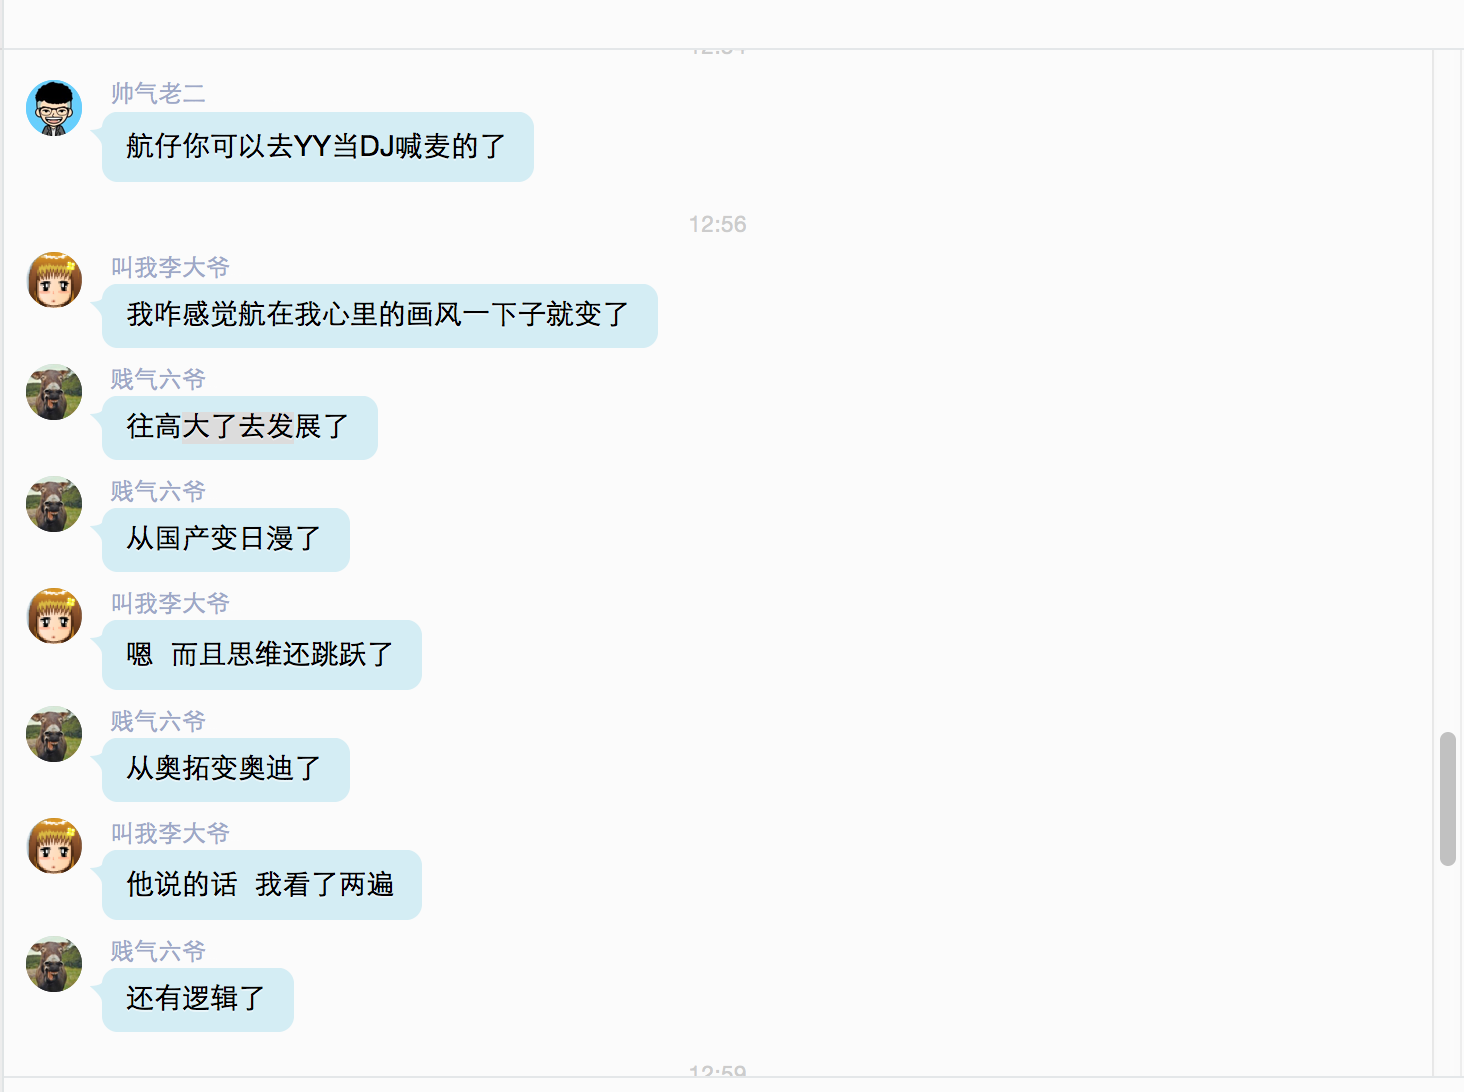 帅气老二
航仔你可以去YY当DJ喊麦的了
12:56
叫我李大爷
我咋感觉航在我心里的画风一下子就变了
贱气六爷
往高大了去发展了
贱气六爷
从国产变日漫了
叫我李大爷
嗯 而且思维还跳跃了
贱气六爷
从奥拓变奥迪了
叫我李大爷
他说的话 我看了两遍
贱气六爷
还有逻辑了
12:59